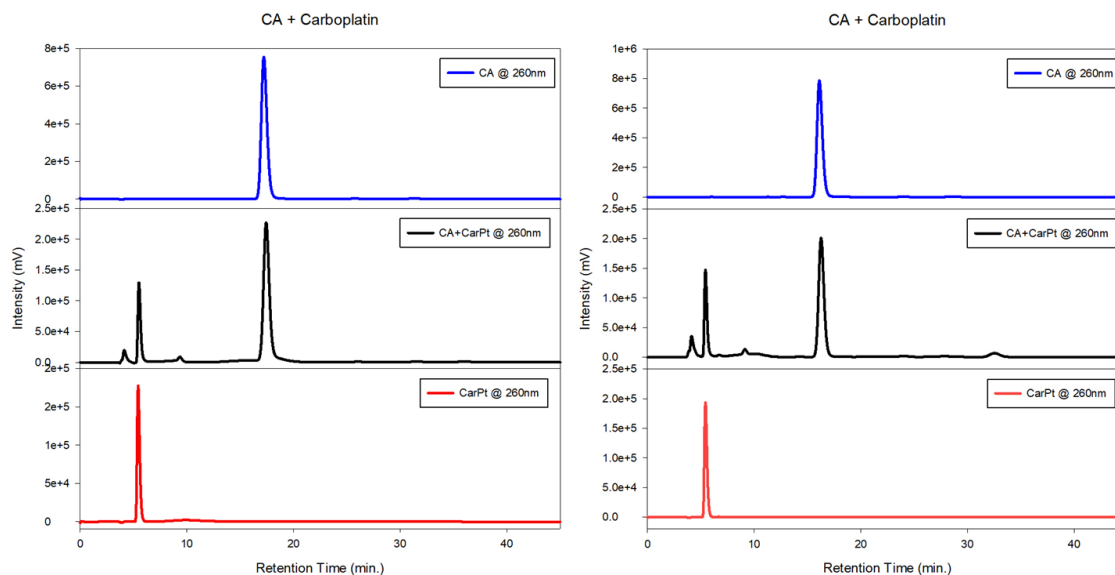 CA + Carboplatin
8e+5
CA @ 260nm
6e+5
4e+5
2e+5
0
2.5e+5
CA+CarPt @ 260nm
2.0e+5
1.5e+5
1.0e+5
5.0e+4
0.0
Intensity (mV)
2e+5
CarPt @ 260nm
2e+5
1e+5
5e+4
0
0 10 20 30 40
Retention Time (min.)
CA + Carboplatin
1e+6
CA @ 260nm
8e+5
6e+5
4e+5
2e+5
0
2.5e+5
CA+CarPt @ 260nm
2.0e+5
1.5e+5
1.0e+5
5.0e+4
0.0
Intensity (mV)
2.5e+5
CarPt @ 260nm
2.0e+5
1.5e+5
1.0e+5
5.0e+4
0.0
0 10 20 30 40
Retention Time (min.)